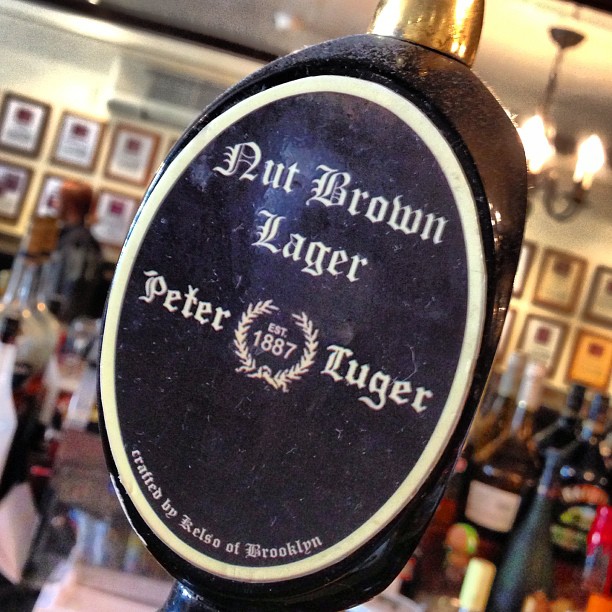 Nut Brown
Lager
Peter Luger
EST.
1887
crafted by Kelso of Brooklyn